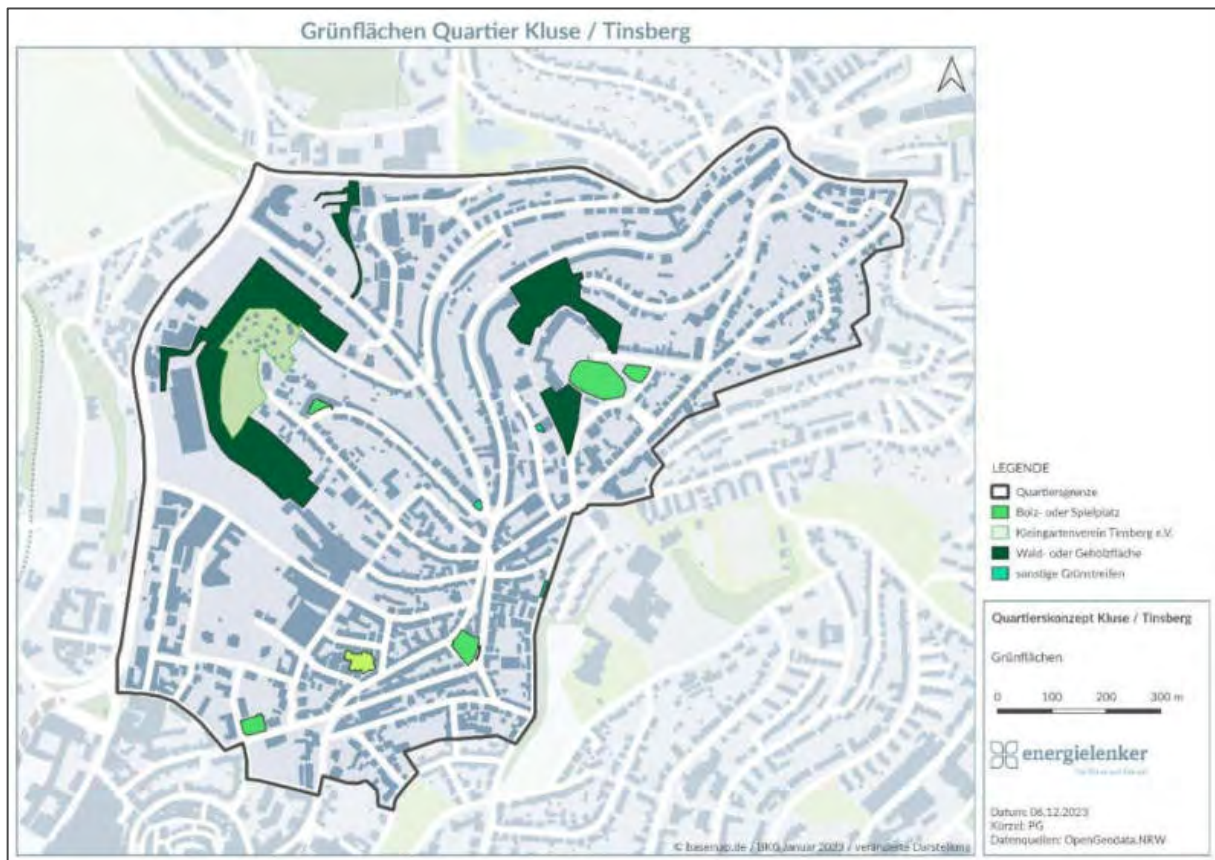 Grünflächen Quartier Kluse / Tinsberg
LEGENDE
Quartiersgrenze
Bolz- oder Spielplatz
Kleingartenverein Tinsberg e.V.
Wald- oder Gehölzfläche
sonstige Grünstreifen
Quartierskonzept Kluse / Tinsberg
Grünflächen
0 100 200 300 m
energielenker
Datum: 06.12.2023
Kürzel: PG
Datenquellen: OpenGeodata.NRW
© basemap.de / BKG Januar 2023 / veränderte Darstellung